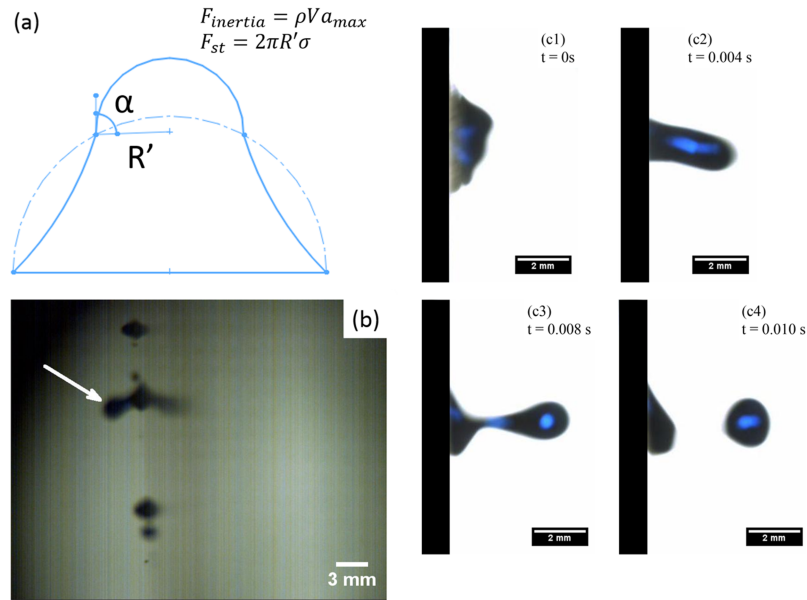 (a)
F_inertia = ρVa_max
F_st = 2πR′σ
α
R′
(b)
3 mm
(c1)
t = 0s
2 mm
(c2)
t = 0.004 s
2 mm
(c3)
t = 0.008 s
2 mm
(c4)
t = 0.010 s
2 mm